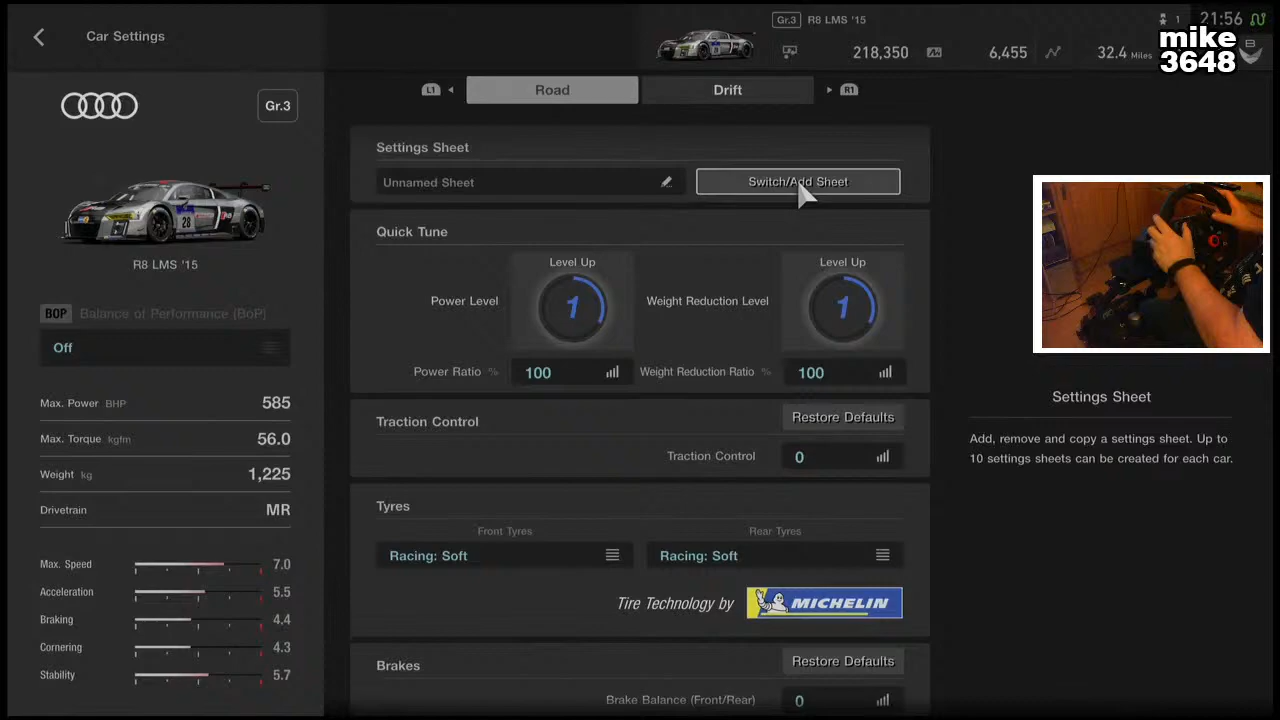 Car Settings
Gr.3 R8 LMS '15
1 21:56
218,350 6,455 32.4 Miles
B
mike
3648
Gr.3
L1 Road Drift R1
Settings Sheet
Unnamed Sheet Switch/Add Sheet
Quick Tune
28
R8 LMS '15
Level Up Level Up
Power Level 1 Weight Reduction Level 1
Power Ratio % 100 Weight Reduction Ratio % 100
BOP Balance of Performance (BoP)
Off
Max. Power BHP 585
Max. Torque kgfm 56.0
Weight kg 1,225
Drivetrain MR
Max. Speed 7.0
Acceleration 5.5
Braking 4.4
Cornering 4.3
Stability 5.7
Traction Control Restore Defaults
Traction Control 0
Tyres
Front Tyres Rear Tyres
Racing: Soft Racing: Soft
Tire Technology by MICHELIN
Brakes Restore Defaults
Brake Balance (Front/Rear) 0
Settings Sheet
Add, remove and copy a settings sheet. Up to
10 settings sheets can be created for each car.